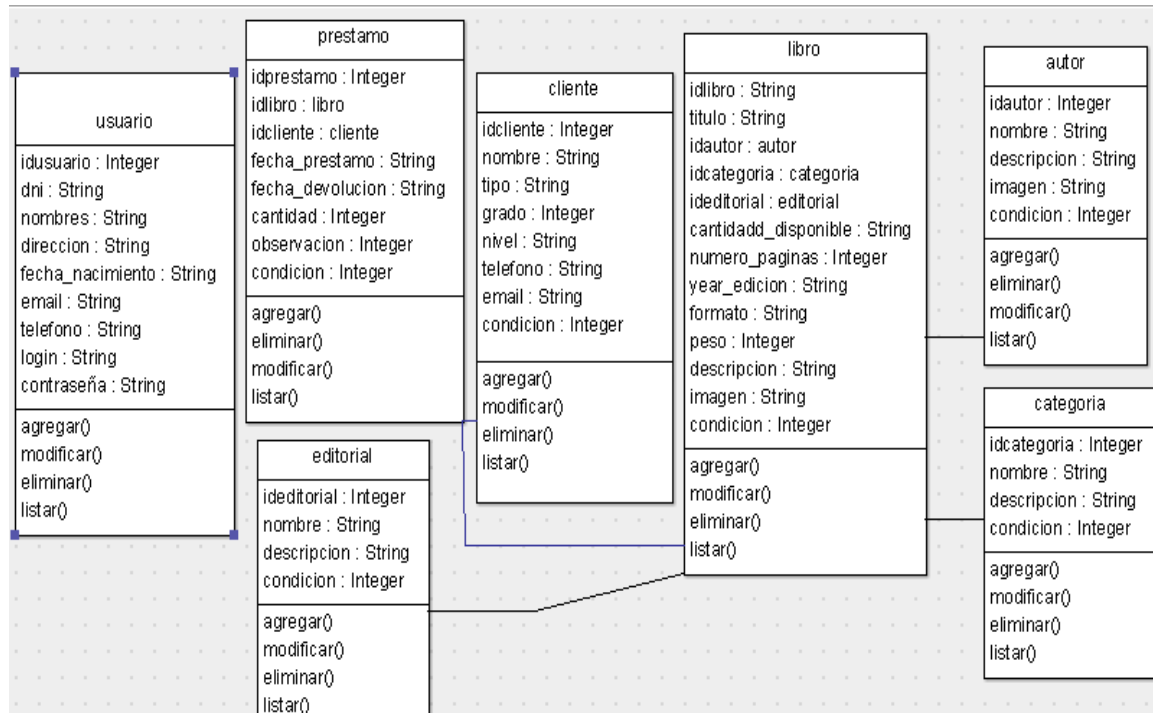 usuario
idusuario : Integer
dni : String
nombres : String
direccion : String
fecha_nacimiento : String
email : String
telefono : String
login : String
contraseña : String
agregar()
modificar()
eliminar()
listar()
prestamo
idprestamo : Integer
idlibro : libro
idcliente : cliente
fecha_prestamo : String
fecha_devolucion : String
cantidad : Integer
observacion : Integer
condicion : Integer
agregar()
eliminar()
modificar()
listar()
editorial
ideditorial : Integer
nombre : String
descripcion : String
condicion : Integer
agregar()
modificar()
eliminar()
listar()
cliente
idcliente : Integer
nombre : String
tipo : String
grado : Integer
nivel : String
telefono : String
email : String
condicion : Integer
agregar()
modificar()
eliminar()
listar()
libro
idlibro : String
titulo : String
idautor : autor
idcategoria : categoria
ideditorial : editorial
cantidadd_disponible : String
numero_paginas : Integer
year_edicion : String
formato : String
peso : Integer
descripcion : String
imagen : String
condicion : Integer
agregar()
modificar()
eliminar()
listar()
autor
idautor : Integer
nombre : String
descripcion : String
imagen : String
condicion : Integer
agregar()
eliminar()
modificar()
listar()
categoria
idcategoria : Integer
nombre : String
descripcion : String
condicion : Integer
agregar()
modificar()
eliminar()
listar()